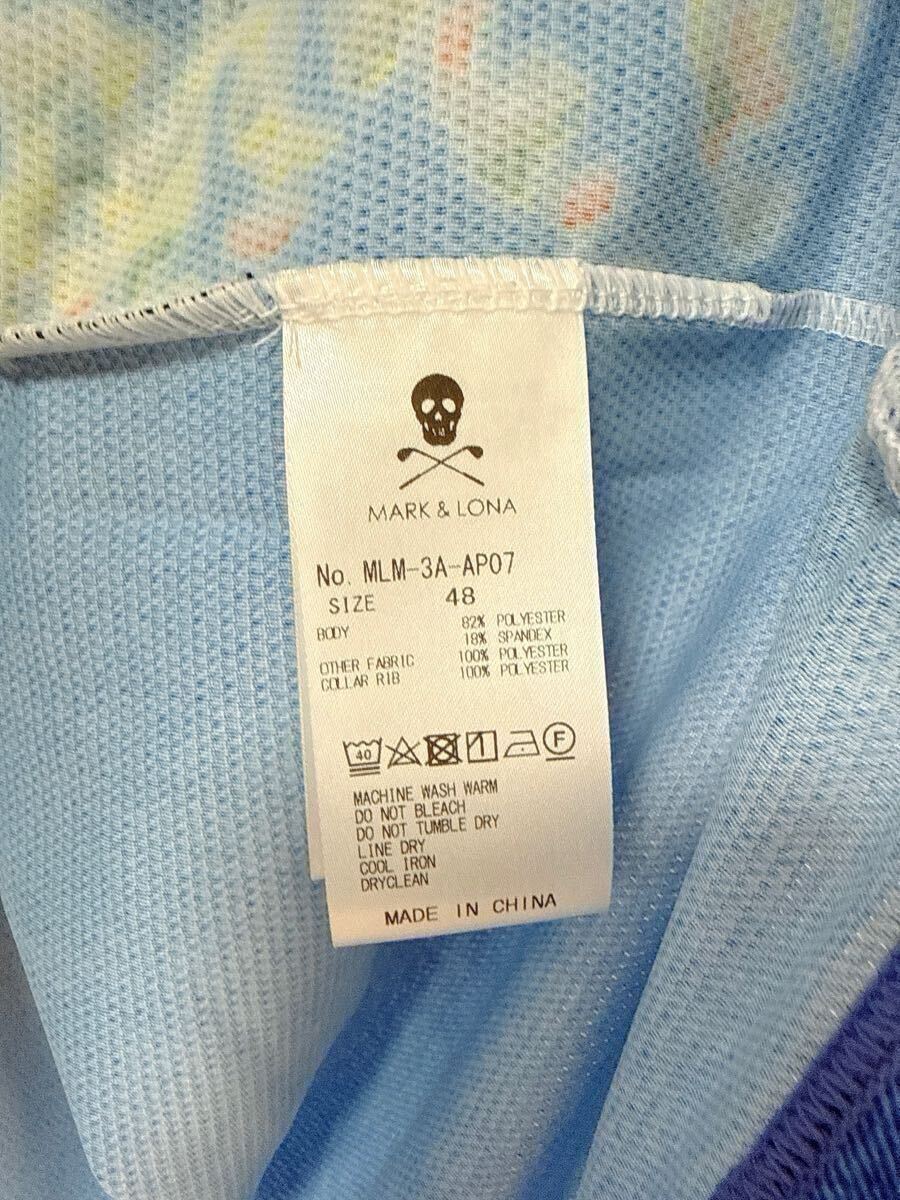 MARK & LONA
No. MLM-3A-AP07
SIZE 48
BODY 82% POLYESTER
18% SPANDEX
OTHER FABRIC 100% POLYESTER
COLLAR RIB 100% POLYESTER
40 F
MACHINE WASH WARM
DO NOT BLEACH
DO NOT TUMBLE DRY
LINE DRY
COOL IRON
DRYCLEAN
MADE IN CHINA